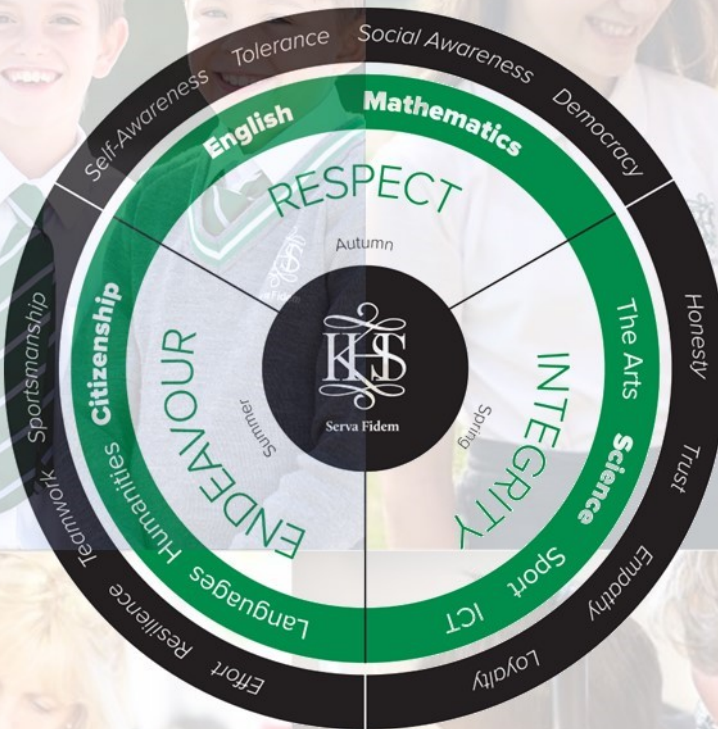 Self-Awareness
Tolerance
Social Awareness
Democracy
Honesty
Trust
Empathy
Loyalty
Effort
Resilience
Teamwork
Sportsmanship
English
Mathematics
The Arts
Science
Sport
ICT
Languages
Humanities
Citizenship
RESPECT
Autumn
INTEGRITY
Spring
ENDEAVOUR
Summer
KHS
Serva Fidem